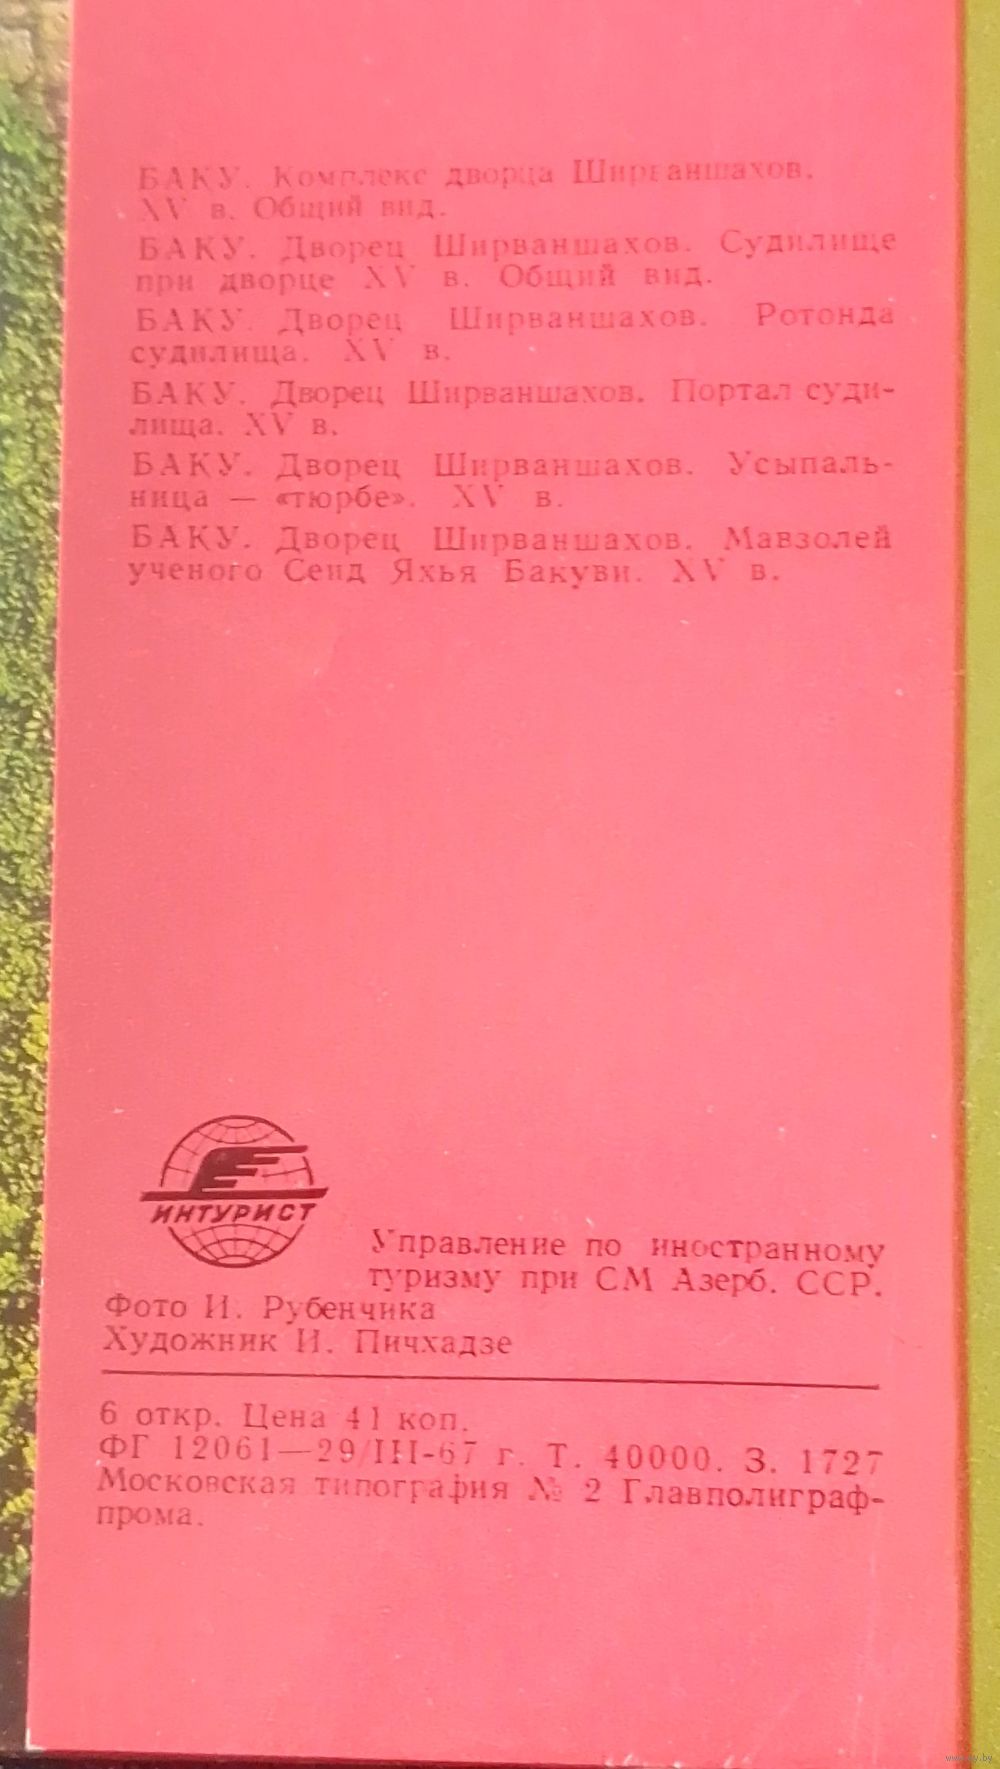 БАКУ. Комплекс дворца Ширваншахов.
XV в. Общий вид.
БАКУ. Дворец Ширваншахов. Судилище
при дворце XV в. Общий вид.
БАКУ. Дворец Ширваншахов. Ротонда
судилища. XV в.
БАКУ. Дворец Ширваншахов. Портал суди-
лища. XV в.
БАКУ. Дворец Ширваншахов. Усыпаль-
ница — «тюрбе». XV в.
БАКУ. Дворец Ширваншахов. Мавзолей
ученого Сеид Яхья Бакуви. XV в.
ИНТУРИСТ
Управление по иностранному
туризму при СМ Азерб. ССР.
Фото И. Рубенчика
Художник И. Пичхадзе
6 откр. Цена 41 коп.
ФГ 12061—29/III-67 г. Т. 40000. З. 1727
Московская типография № 2 Главполиграф-
прома.